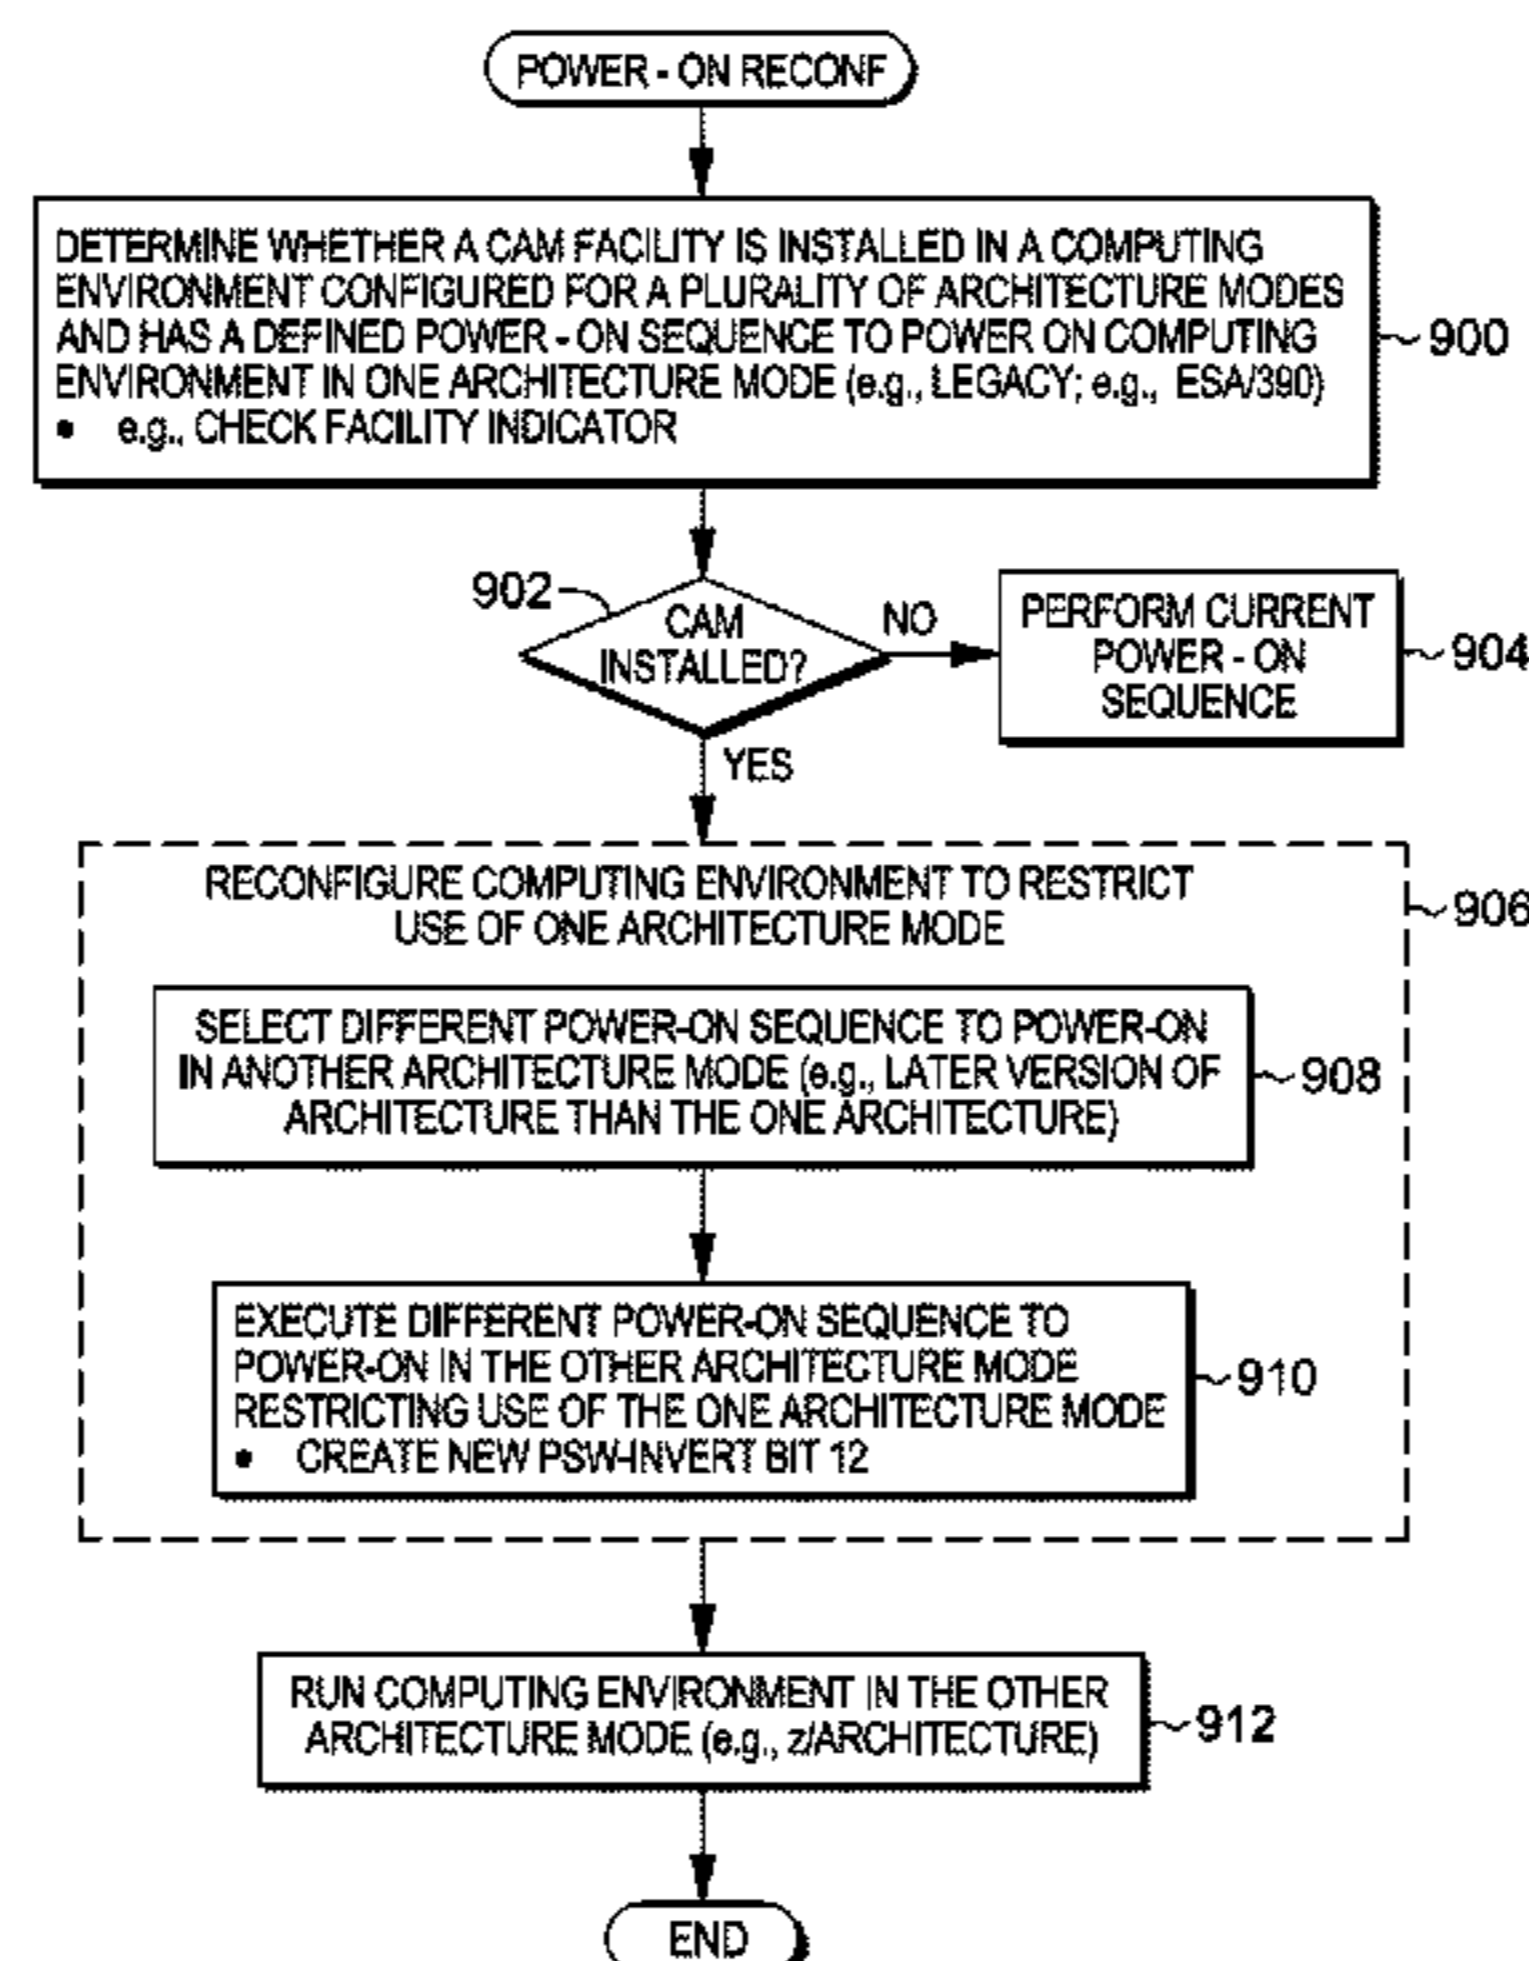 POWER - ON RECONF
DETERMINE WHETHER A CAM FACILITY IS INSTALLED IN A COMPUTING
ENVIRONMENT CONFIGURED FOR A PLURALITY OF ARCHITECTURE MODES
AND HAS A DEFINED POWER - ON SEQUENCE TO POWER ON COMPUTING
ENVIRONMENT IN ONE ARCHITECTURE MODE (e.g., LEGACY; e.g., ESA/390)
• e.g., CHECK FACILITY INDICATOR
900
902
CAM
INSTALLED?
NO
PERFORM CURRENT
POWER - ON
SEQUENCE
904
YES
RECONFIGURE COMPUTING ENVIRONMENT TO RESTRICT
USE OF ONE ARCHITECTURE MODE
906
SELECT DIFFERENT POWER-ON SEQUENCE TO POWER-ON
IN ANOTHER ARCHITECTURE MODE (e.g., LATER VERSION OF
ARCHITECTURE THAN THE ONE ARCHITECTURE)
908
EXECUTE DIFFERENT POWER-ON SEQUENCE TO
POWER-ON IN THE OTHER ARCHITECTURE MODE
RESTRICTING USE OF THE ONE ARCHITECTURE MODE
• CREATE NEW PSW-INVERT BIT 12
910
RUN COMPUTING ENVIRONMENT IN THE OTHER
ARCHITECTURE MODE (e.g., z/ARCHITECTURE)
912
END